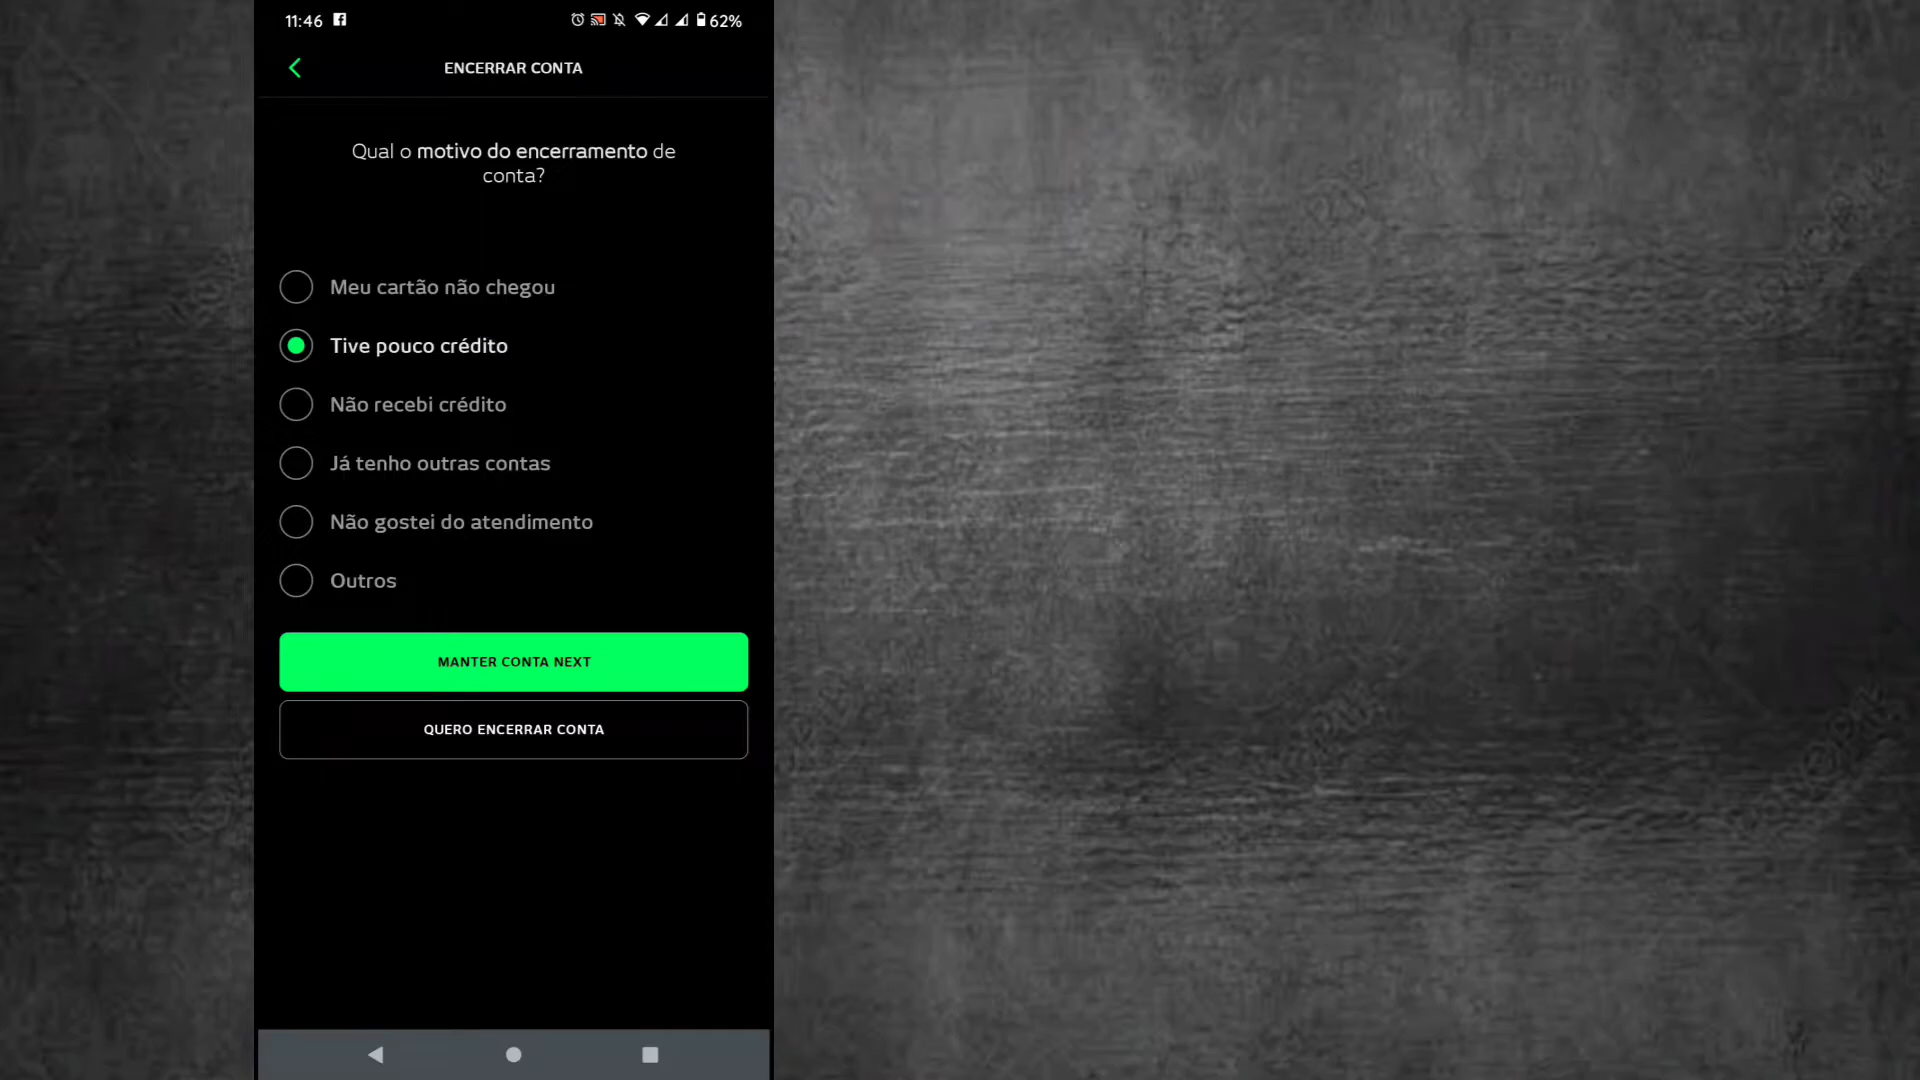 11:46
62%
ENCERRAR CONTA
Qual o motivo do encerramento de
conta?
Meu cartão não chegou
Tive pouco crédito
Não recebi crédito
Já tenho outras contas
Não gostei do atendimento
Outros
MANTER CONTA NEXT
QUERO ENCERRAR CONTA